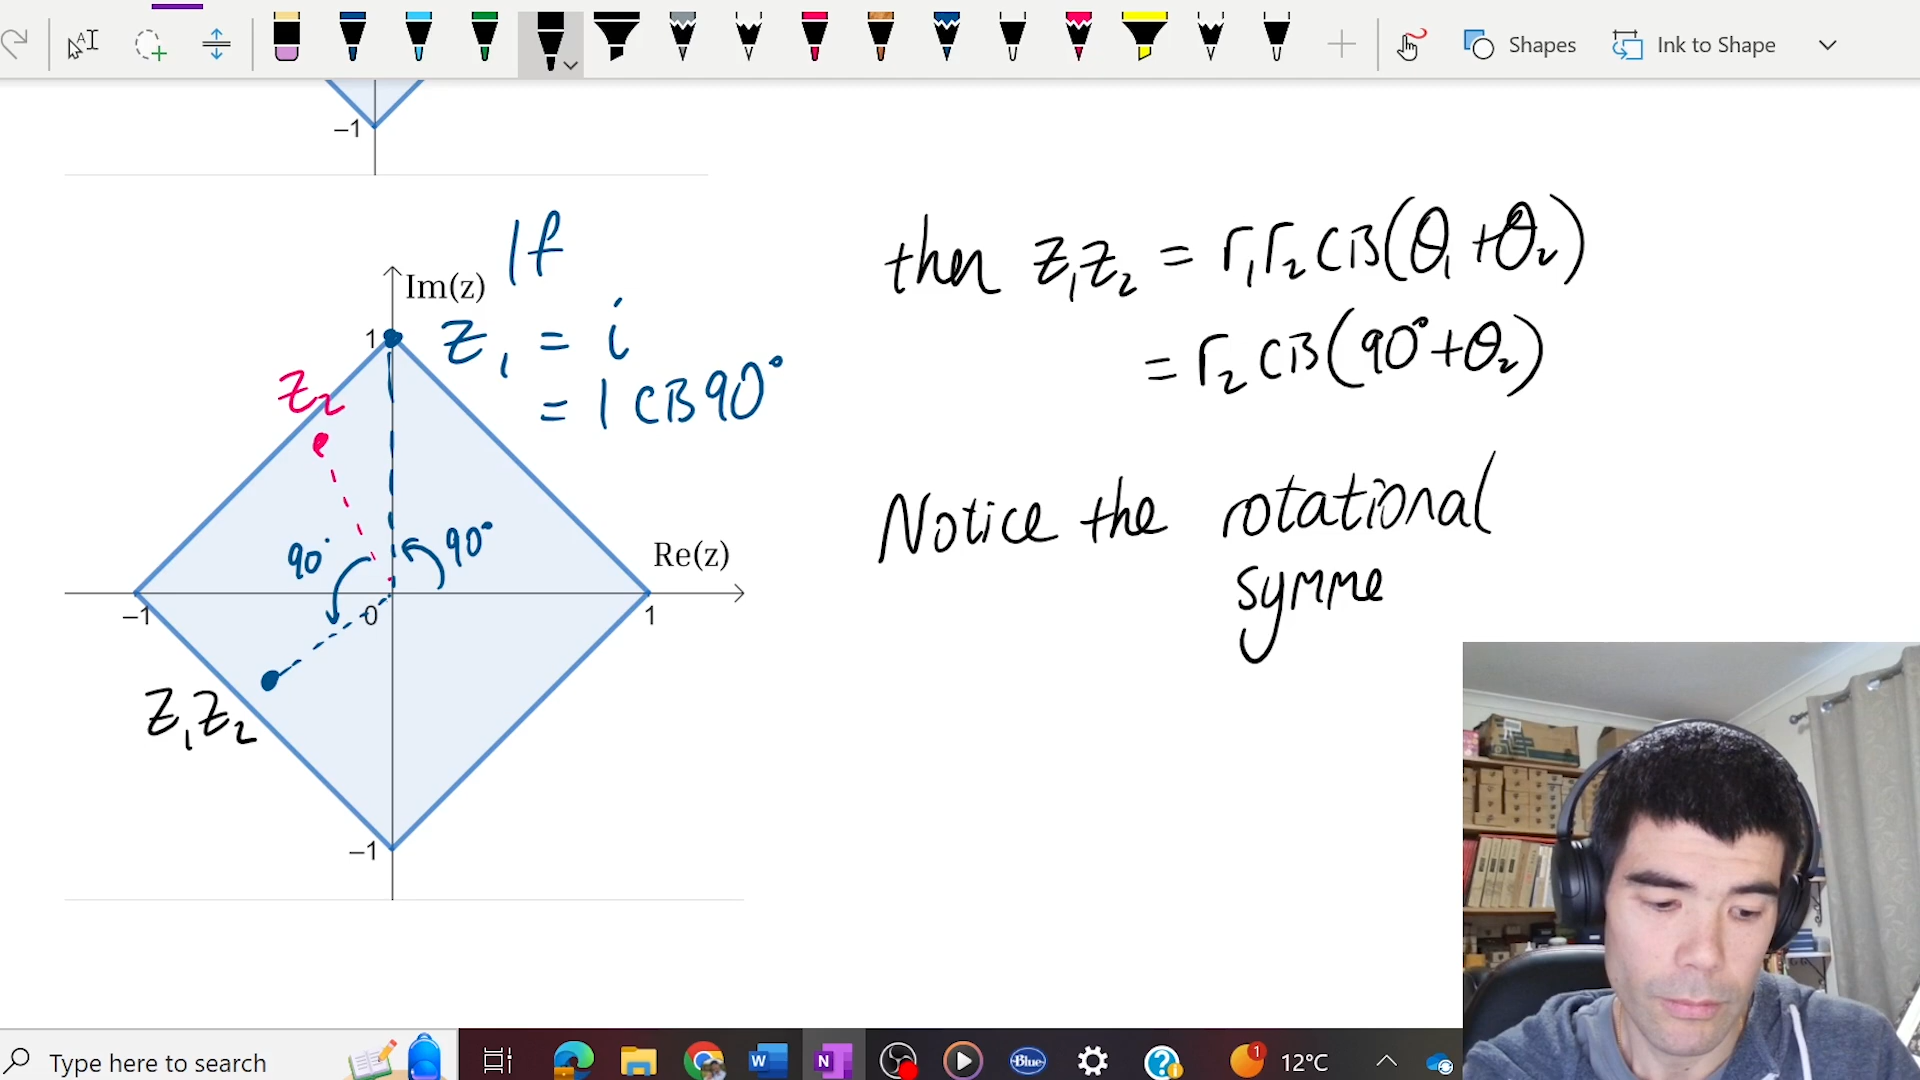 Shapes
Ink to Shape
–1
If
Im(z)
1
z₁ = i
= 1 cis 90°
z₂
90°
90°
Re(z)
–1
0
1
z₁z₂
–1
then z₁z₂ = r₁r₂ cis(θ₁+θ₂)
= r₂ cis(90°+θ₂)
Notice the rotational
symme
Type here to search
W
N
Blue
1
12°C